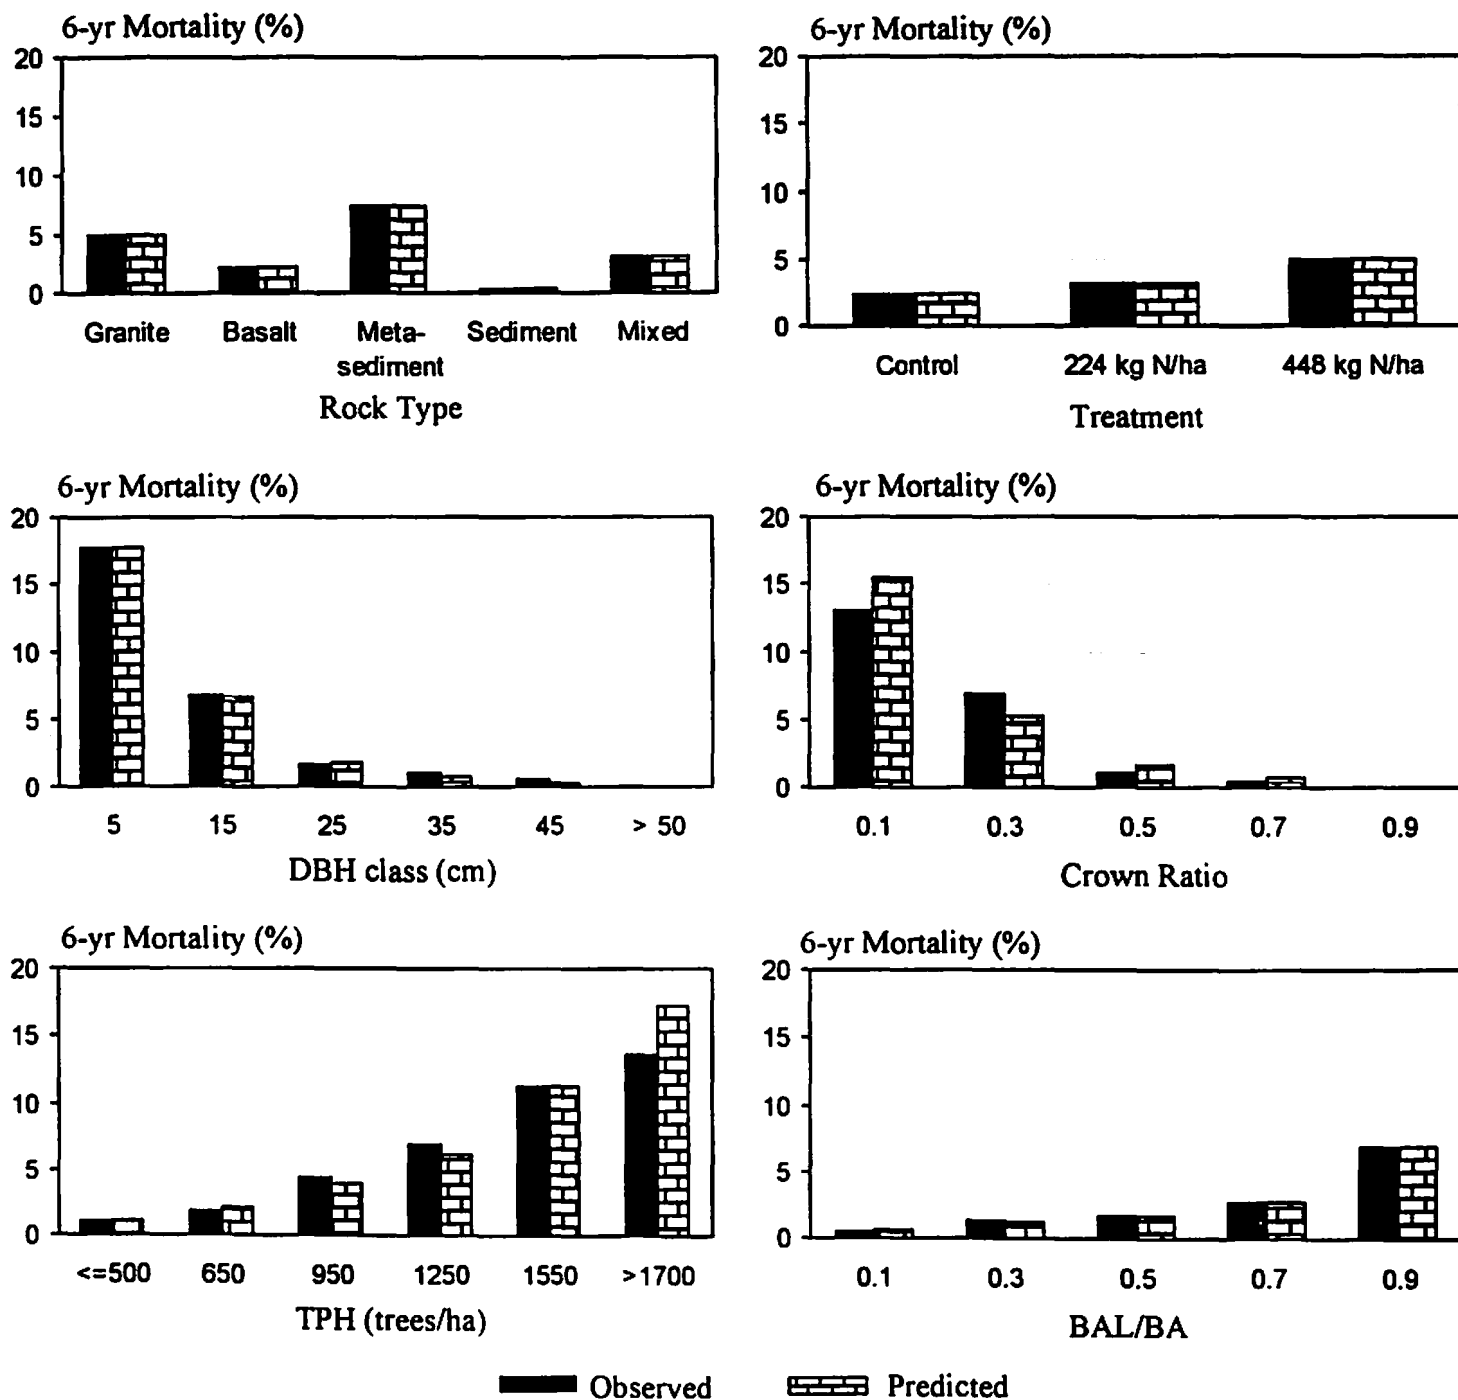 6-yr Mortality (%)
20
15
10
5
0
Granite Basalt Meta- Sediment Mixed
sediment
Rock Type
6-yr Mortality (%)
20
15
10
5
0
Control 224 kg N/ha 448 kg N/ha
Treatment
6-yr Mortality (%)
20
15
10
5
0
5 15 25 35 45 > 50
DBH class (cm)
6-yr Mortality (%)
20
15
10
5
0
0.1 0.3 0.5 0.7 0.9
Crown Ratio
6-yr Mortality (%)
20
15
10
5
0
<=500 650 950 1250 1550 >1700
TPH (trees/ha)
6-yr Mortality (%)
20
15
10
5
0
0.1 0.3 0.5 0.7 0.9
BAL/BA
Observed Predicted